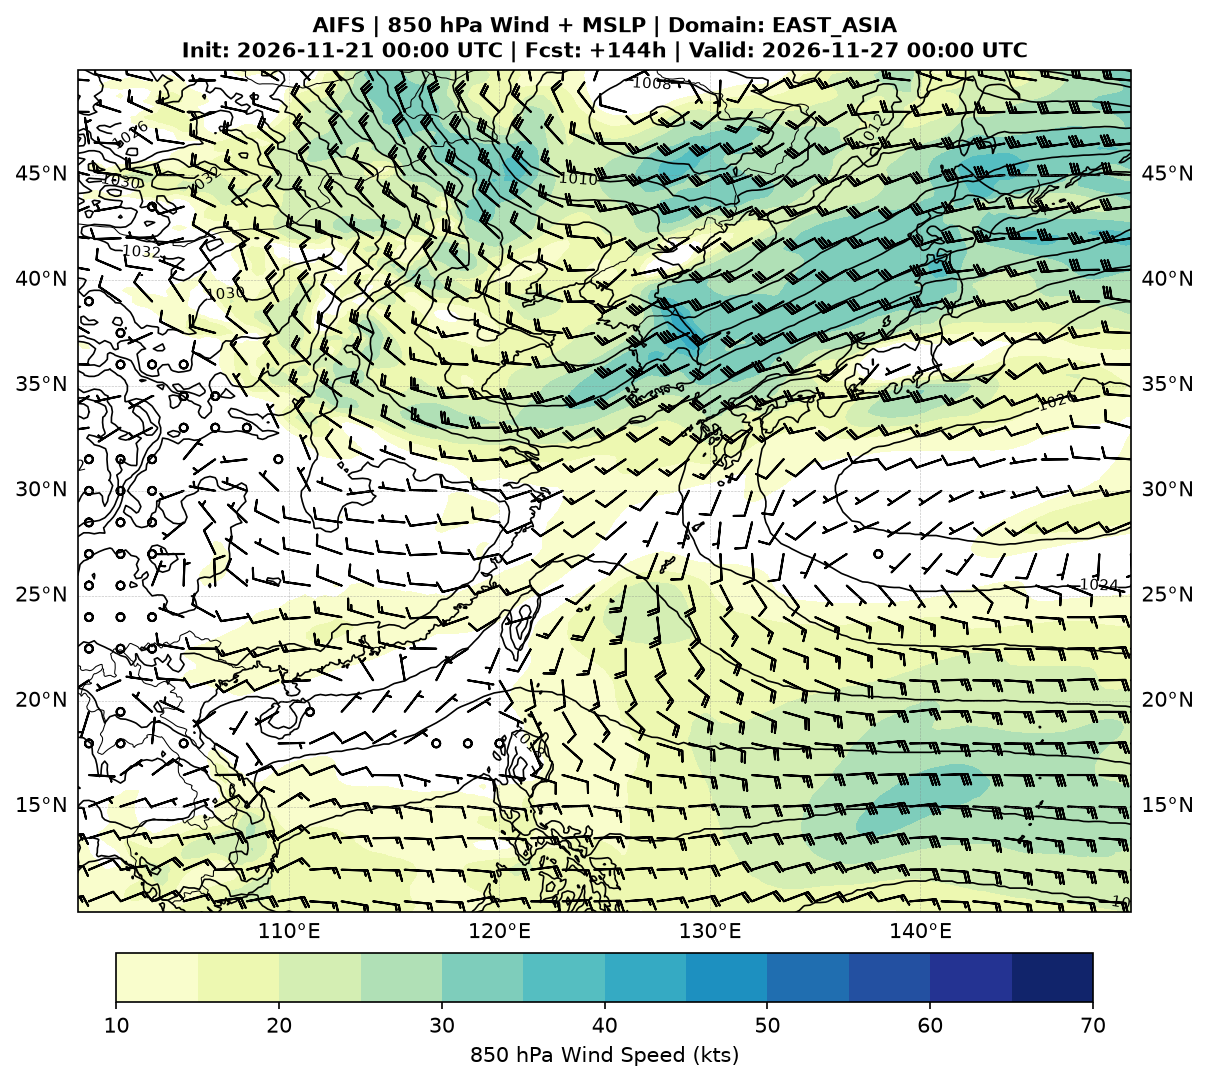 AIFS | 850 hPa Wind + MSLP | Domain: EAST_ASIA
Init: 2026-11-21 00:00 UTC | Fcst: +144h | Valid: 2026-11-27 00:00 UTC
1008
1016
1012
45°N
1030
1032
1010
45°N
1032
40°N
1030
40°N
35°N
35°N
30°N
30°N
1024
25°N
25°N
20°N
20°N
15°N
15°N
110°E
120°E
130°E
140°E
10
20
30
40
50
60
70
850 hPa Wind Speed (kts)